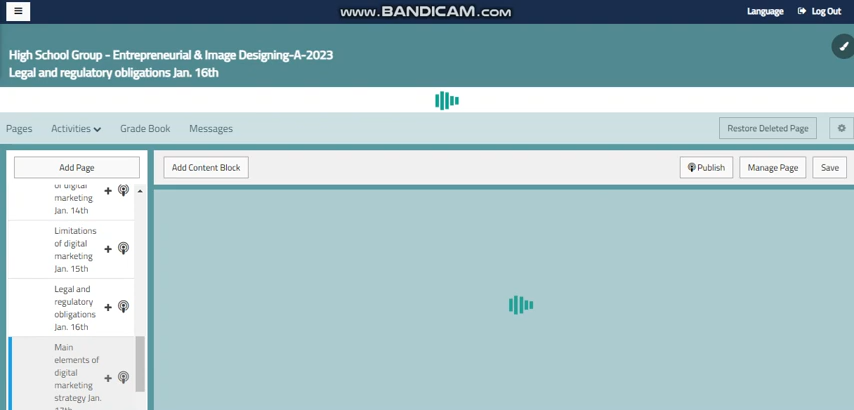 www.BANDICAM.com
Language
Log Out
High School Group - Entrepreneurial & Image Designing-A-2023
Legal and regulatory obligations Jan. 16th
Pages
Activities
Grade Book
Messages
Restore Deleted Page
Add Page
Add Content Block
Publish
Manage Page
Save
of digital
marketing
Jan. 14th
Limitations
of digital
marketing
Jan. 15th
Legal and
regulatory
obligations
Jan. 16th
Main
elements of
digital
marketing
strategy Jan.